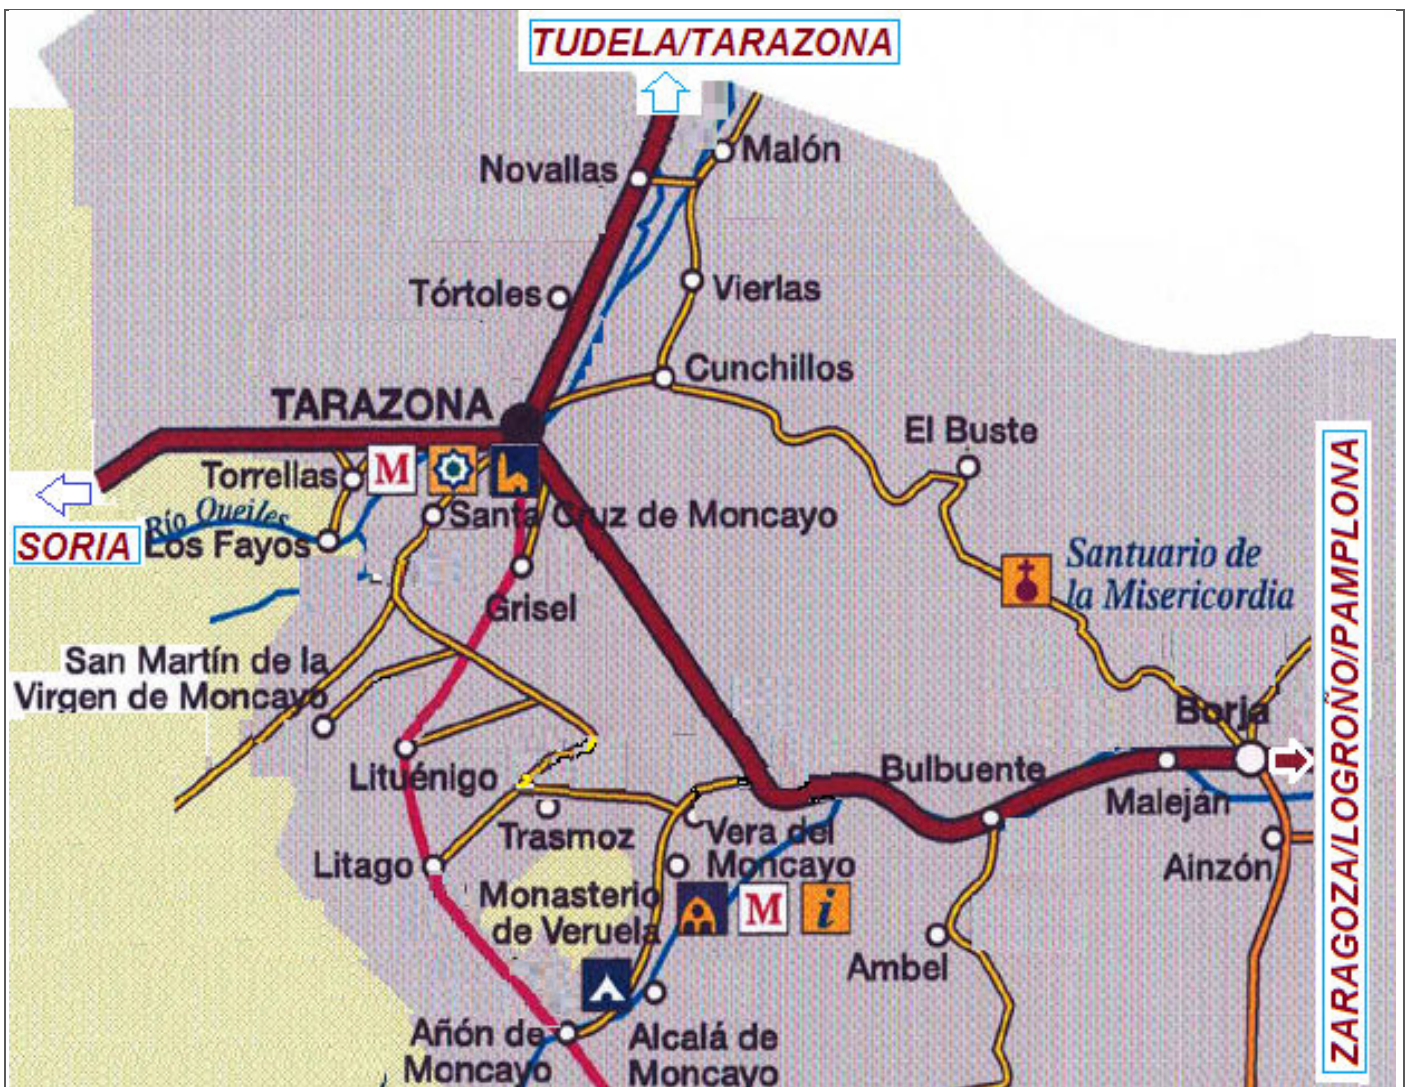 TUDELA/TARAZONA
Malón
Novallas
Vierlas
Tórtoles
Cunchillos
TARAZONA
El Buste
Torrellas
M
Río Queiles
Santa Cruz de Moncayo
SORIA
Los Fayos
Santuario de
la Misericordia
Grisel
San Martín de la
Virgen de Moncayo
Borja
Lituénigo
Bulbuente
Maleján
Trasmoz
Vera del
Moncayo
Litago
Ainzón
Monasterio
de Veruela
M
i
Ambel
Añón de
Moncayo
Alcalá de
Moncayo
ZARAGOZA/LOGROÑO/PAMPLONA